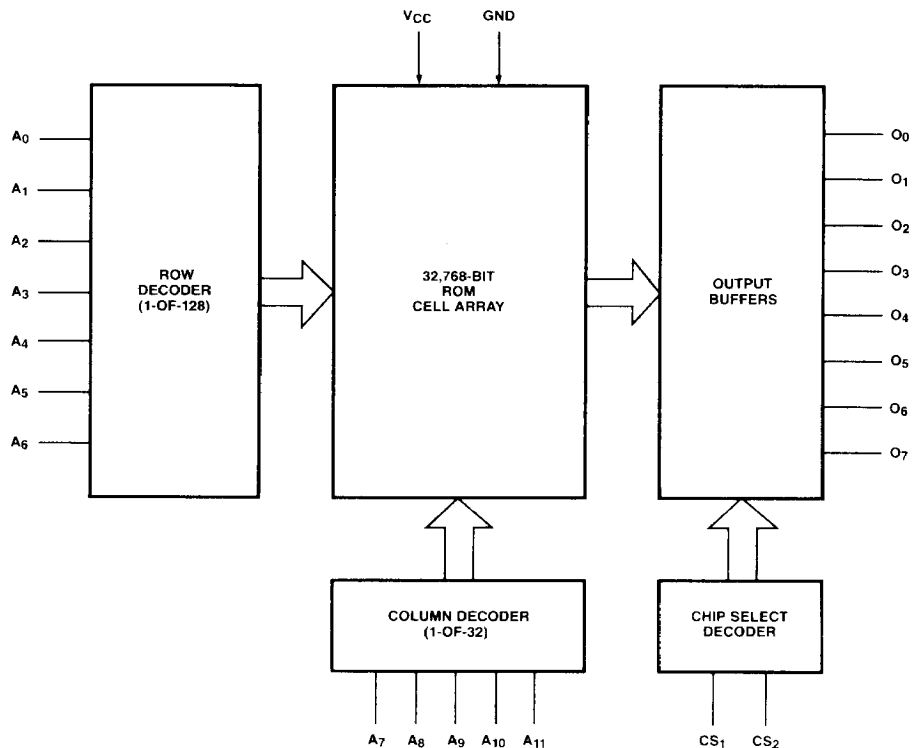 VCC GND
A0
A1
A2
A3
A4
A5
A6
ROW
DECODER
(1-OF-128)
32,768-BIT
ROM
CELL ARRAY
OUTPUT
BUFFERS
O0
O1
O2
O3
O4
O5
O6
O7
COLUMN DECODER
(1-OF-32)
CHIP SELECT
DECODER
A7 A8 A9 A10 A11
CS1 CS2